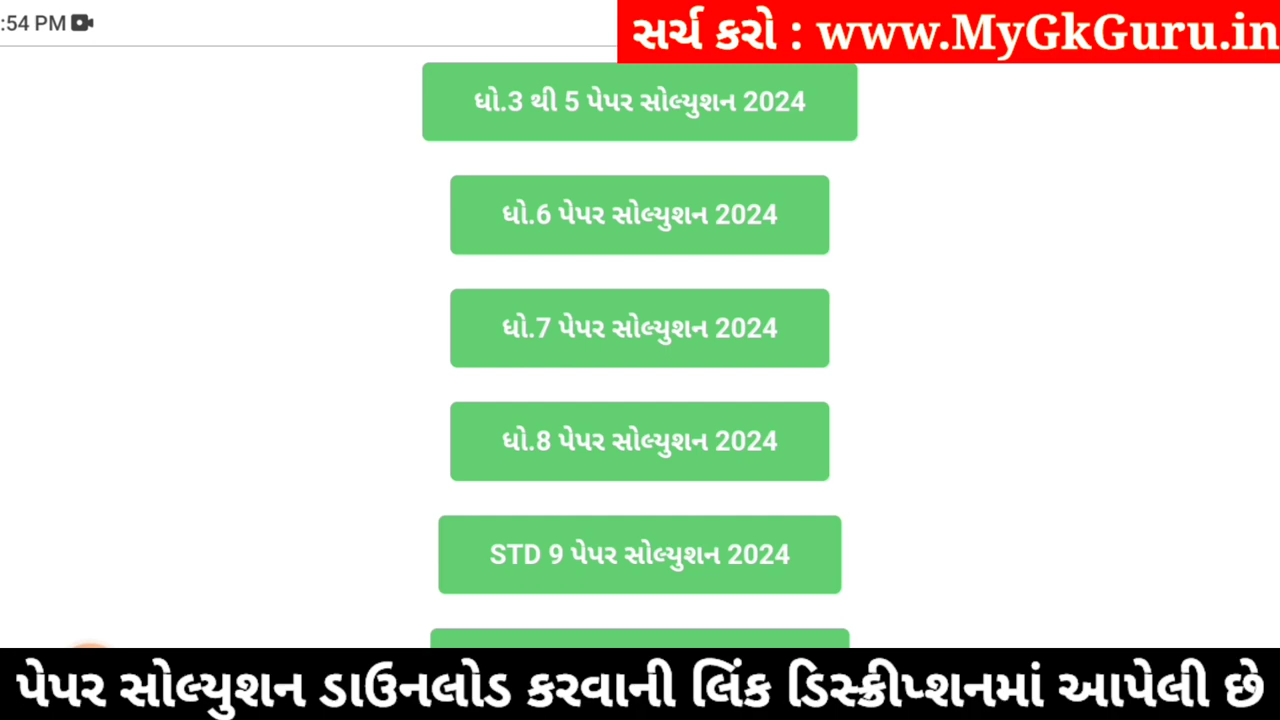 :54 PM
સર્ચ કરો : www.MyGkGuru.in
ધો.3 થી 5 પેપર સોલ્યુશન 2024
ધો.6 પેપર સોલ્યુશન 2024
ધો.7 પેપર સોલ્યુશન 2024
ધો.8 પેપર સોલ્યુશન 2024
STD 9 પેપર સોલ્યુશન 2024
પેપર સોલ્યુશન ડાઉનલોડ કરવાની લિંક ડિસ્ક્રીપ્શનમાં આપેલી છે